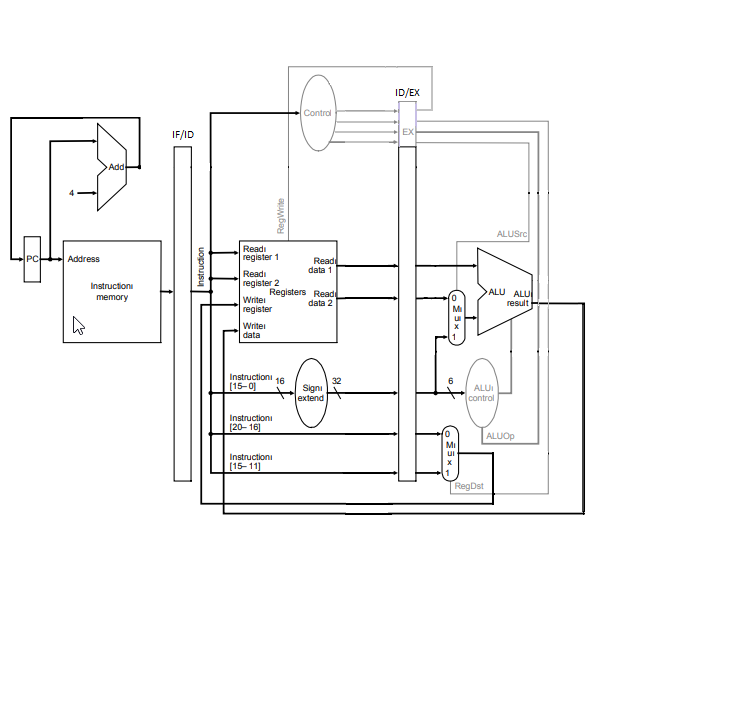 ID/EX
Control
IF/ID
EX
Add
4
RegWrite
ALUSrc
PC
Address
Instructionı
memory
Instruction
Readı
register 1
Readı
register 2
Registers
Writeı
register
Writeı
data
Readı
data 1
Readı
data 2
ALU
ALUı
result
0
Mı
uı
x
1
Instructionı
[15–0]
16
Signı
extend
32
6
ALUı
control
Instructionı
[20–16]
ALUOp
0
Mı
uı
x
1
Instructionı
[15–11]
RegDst